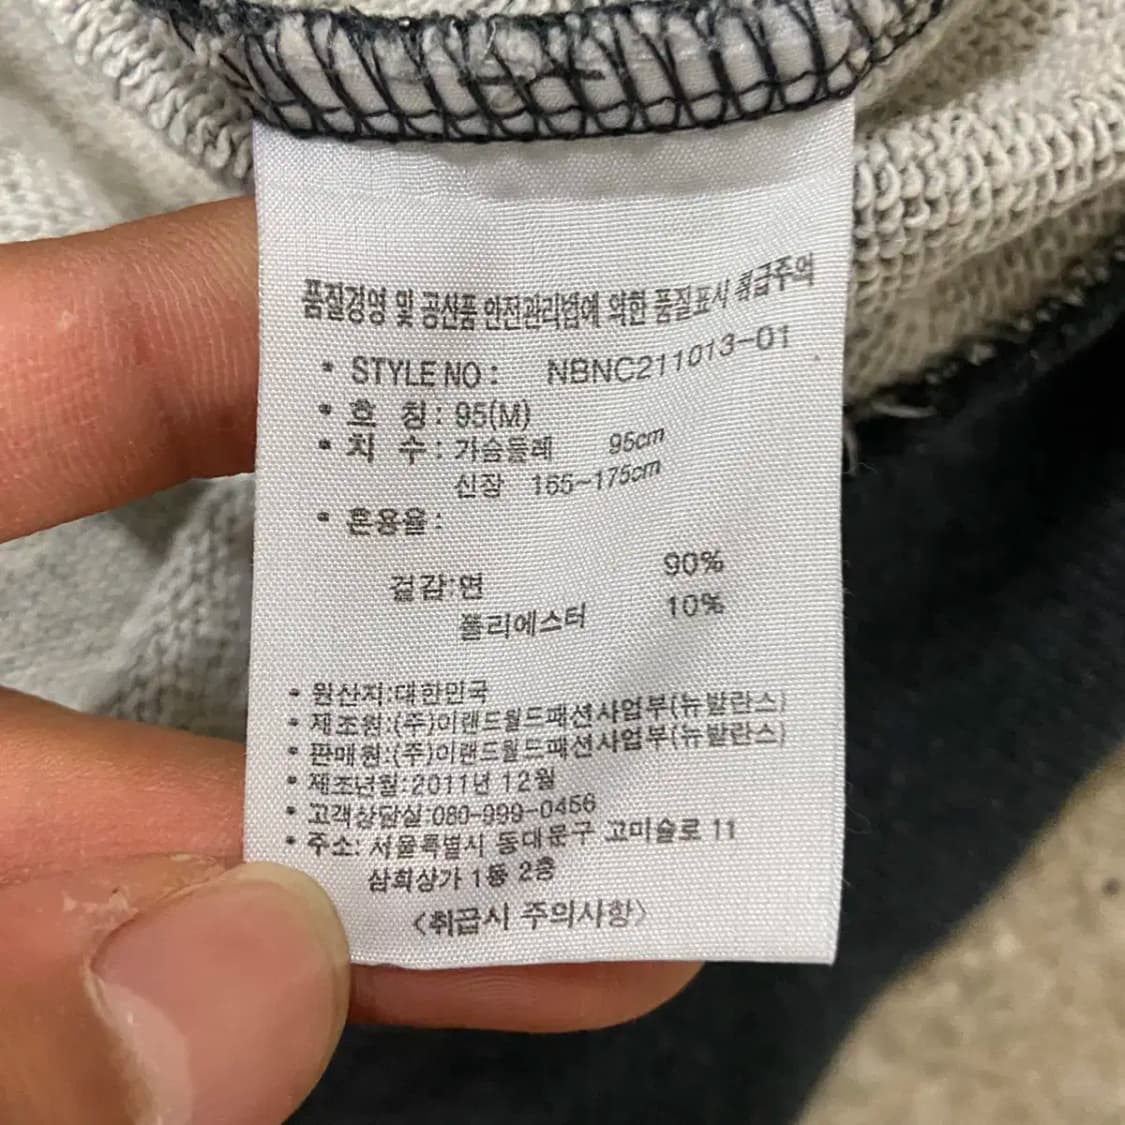 품질경영 및 공산품 안전관리법에 의한 품질표시 취급주의
• STYLE NO : NBNC211013-01
• 호 칭 : 95(M)
• 치 수 : 가슴둘레 95cm
신장 165~175cm
• 혼용율 :
겉감:면 90%
폴리에스터 10%
• 원산지:대한민국
• 제조원:(주)이랜드월드패션사업부(뉴발란스)
• 판매원:(주)이랜드월드패션사업부(뉴발란스)
• 제조년월:2011년 12월
• 고객상담실:080-999-0456
• 주소: 서울특별시 동대문구 고미술로 11
삼희상가 1동 2층
<취급시 주의사항>